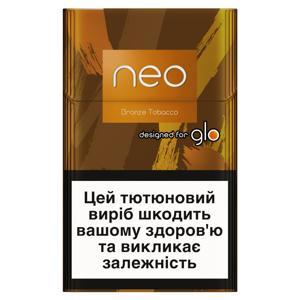 neo
Bronze Tobacco
designed for glo
Цей тютюновий
виріб шкодить
вашому здоров'ю
та викликає
залежність